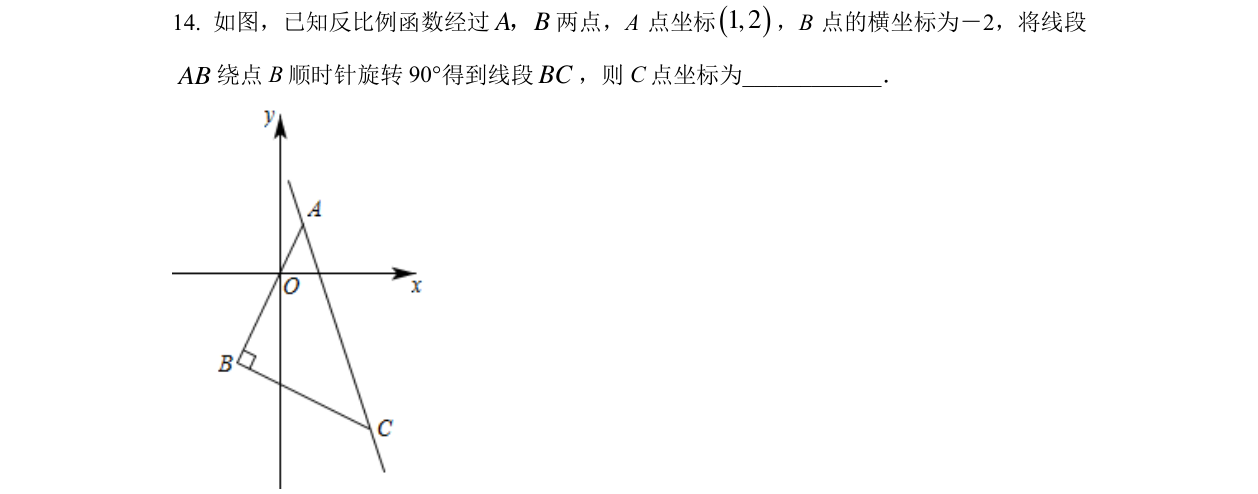 14. 如图，已知反比例函数经过 A，B 两点，A 点坐标(1,2)，B 点的横坐标为－2，将线段
AB 绕点 B 顺时针旋转 90°得到线段 BC，则 C 点坐标为____________．
y
A
O
x
B
C